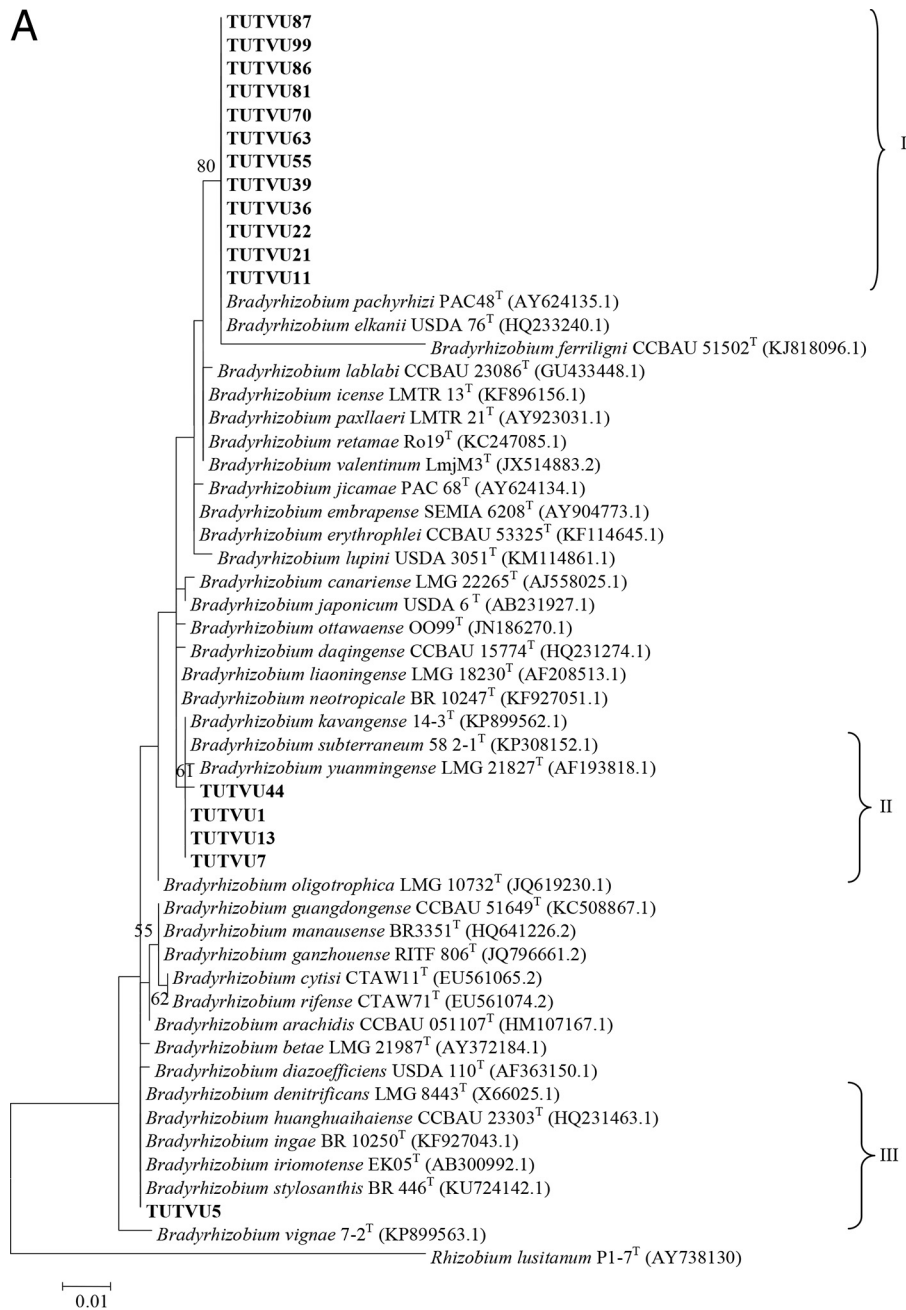 A
TUTVU87
TUTVU99
TUTVU86
TUTVU81
TUTVU70
TUTVU63
TUTVU55
TUTVU39
TUTVU36
TUTVU22
TUTVU21
TUTVU11
I
80
Bradyrhizobium pachyrhizi PAC48T (AY624135.1)
Bradyrhizobium elkanii USDA 76T (HQ233240.1)
Bradyrhizobium ferriligni CCBAU 51502T (KJ818096.1)
Bradyrhizobium lablabi CCBAU 23086T (GU433448.1)
Bradyrhizobium icense LMTR 13T (KF896156.1)
Bradyrhizobium paxllaeri LMTR 21T (AY923031.1)
Bradyrhizobium retamae Ro19T (KC247085.1)
Bradyrhizobium valentinum LmjM3T (JX514883.2)
Bradyrhizobium jicamae PAC 68T (AY624134.1)
Bradyrhizobium embrapense SEMIA 6208T (AY904773.1)
Bradyrhizobium erythrophlei CCBAU 53325T (KF114645.1)
Bradyrhizobium lupini USDA 3051T (KM114861.1)
Bradyrhizobium canariense LMG 22265T (AJ558025.1)
Bradyrhizobium japonicum USDA 6T (AB231927.1)
Bradyrhizobium ottawaense OO99T (JN186270.1)
Bradyrhizobium daqingense CCBAU 15774T (HQ231274.1)
Bradyrhizobium liaoningense LMG 18230T (AF208513.1)
Bradyrhizobium neotropicale BR 10247T (KF927051.1)
Bradyrhizobium kavangense 14-3T (KP899562.1)
Bradyrhizobium subterraneum 58 2-1T (KP308152.1)
Bradyrhizobium yuanmingense LMG 21827T (AF193818.1)
61
TUTVU44
TUTVU1
TUTVU13
TUTVU7
II
Bradyrhizobium oligotrophica LMG 10732T (JQ619230.1)
Bradyrhizobium guangdongense CCBAU 51649T (KC508867.1)
55
Bradyrhizobium manausense BR3351T (HQ641226.2)
Bradyrhizobium ganzhouense RITF 806T (JQ796661.2)
Bradyrhizobium cytisi CTAW11T (EU561065.2)
62
Bradyrhizobium rifense CTAW71T (EU561074.2)
Bradyrhizobium arachidis CCBAU 051107T (HM107167.1)
Bradyrhizobium betae LMG 21987T (AY372184.1)
Bradyrhizobium diazoefficiens USDA 110T (AF363150.1)
Bradyrhizobium denitrificans LMG 8443T (X66025.1)
Bradyrhizobium huanghuaihaiense CCBAU 23303T (HQ231463.1)
Bradyrhizobium ingae BR 10250T (KF927043.1)
Bradyrhizobium iriomotense EK05T (AB300992.1)
III
Bradyrhizobium stylosanthis BR 446T (KU724142.1)
TUTVU5
Bradyrhizobium vignae 7-2T (KP899563.1)
Rhizobium lusitanum P1-7T (AY738130)
0.01